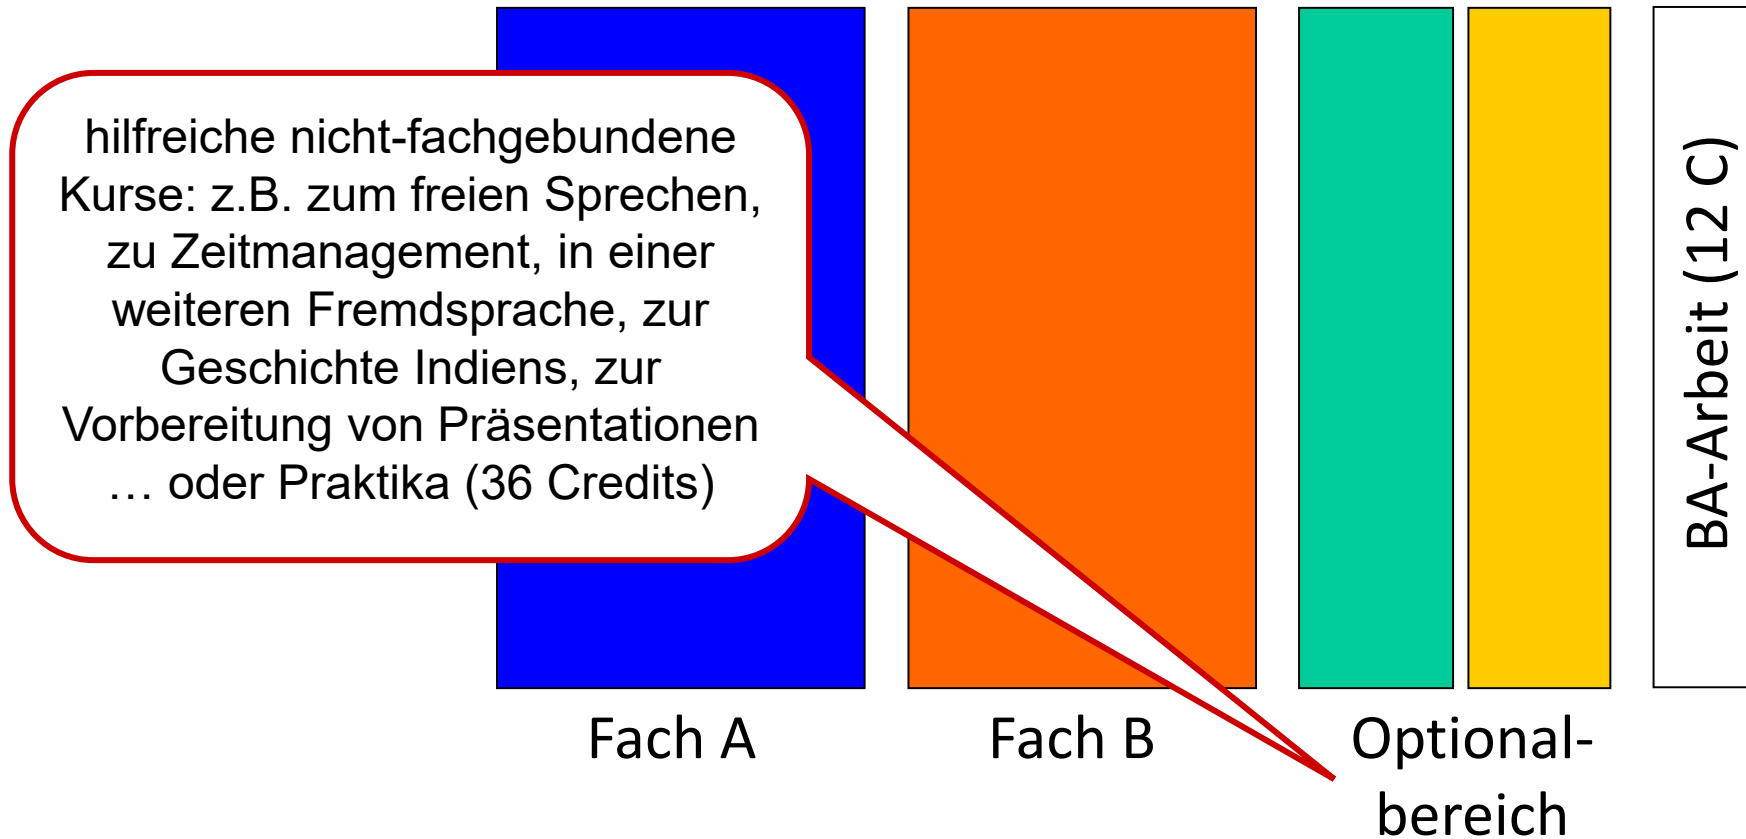 hilfreiche nicht-fachgebundene
Kurse: z.B. zum freien Sprechen,
zu Zeitmanagement, in einer
weiteren Fremdsprache, zur
Geschichte Indiens, zur
Vorbereitung von Präsentationen
… oder Praktika (36 Credits)
BA-Arbeit (12 C)
Fach A
Fach B
Optional-
bereich